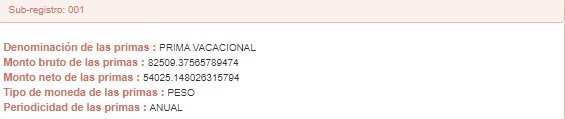 Sub-registro: 001
Denominación de las primas : PRIMA VACACIONAL
Monto bruto de las primas : 82509.37565789474
Monto neto de las primas : 54025.148026315794
Tipo de moneda de las primas : PESO
Periodicidad de las primas : ANUAL